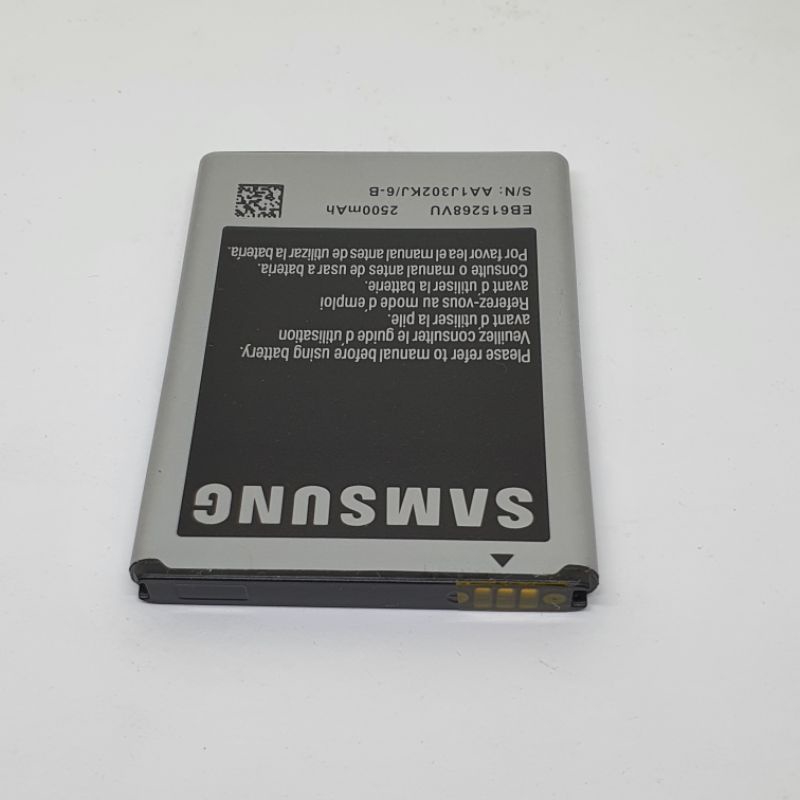 SAMSUNG
Please refer to manual before using battery.
Veuillez consulter le guide d'utilisation
avant d'utiliser la pile.
Referez-vous au mode d'emploi
avant d'utiliser la batterie.
Consulte o manual antes de usar a bateria.
Por favor lea el manual antes de utilizar la batería.
EB615268VU 2500mAh
S/N: AA1J302KJ/6-B